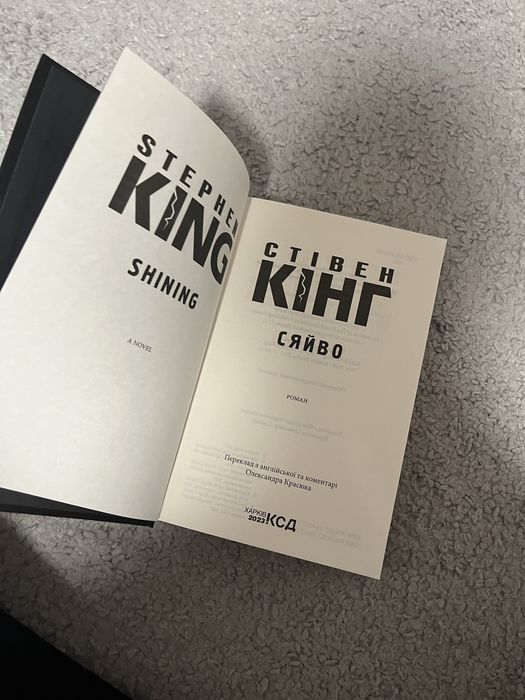 STEPHEN
KING
SHINING
A NOVEL
СТІВЕН
КІНГ
СЯЙВО
РОМАН
Переклад з англійської та коментарі
Олександра Красюка
ХАРКІВ КСД
2023